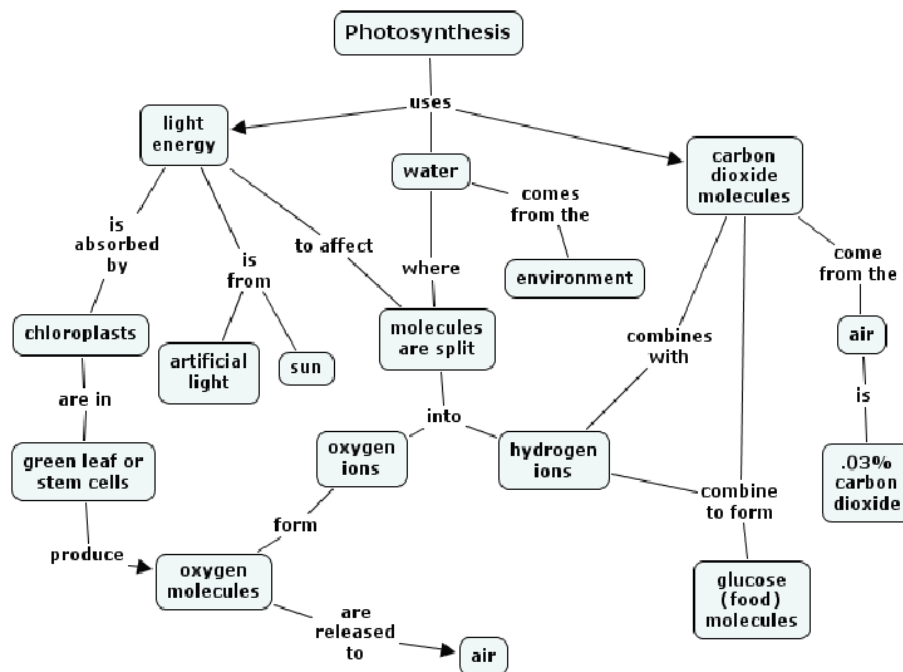 Photosynthesis
uses
light
energy
water
carbon
dioxide
molecules
is
absorbed
by
is
from
to affect
where
comes
from the
environment
come
from the
chloroplasts
artificial
light
sun
molecules
are split
combines
with
air
are in
into
is
green leaf or
stem cells
oxygen
ions
hydrogen
ions
.03%
carbon
dioxide
produce
form
combine
to form
oxygen
molecules
glucose
(food)
molecules
are
released
to
air